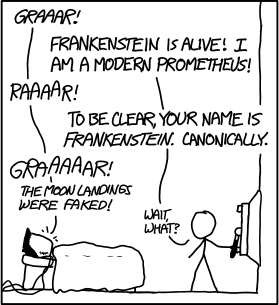 GRAAAR!
FRANKENSTEIN IS ALIVE! I
AM A MODERN PROMETHEUS!
RAAAAR!
TO BE CLEAR, YOUR NAME IS
FRANKENSTEIN. CANONICALLY.
GRAAAAAR!
THE MOON LANDINGS
WERE FAKED!
WAIT,
WHAT?